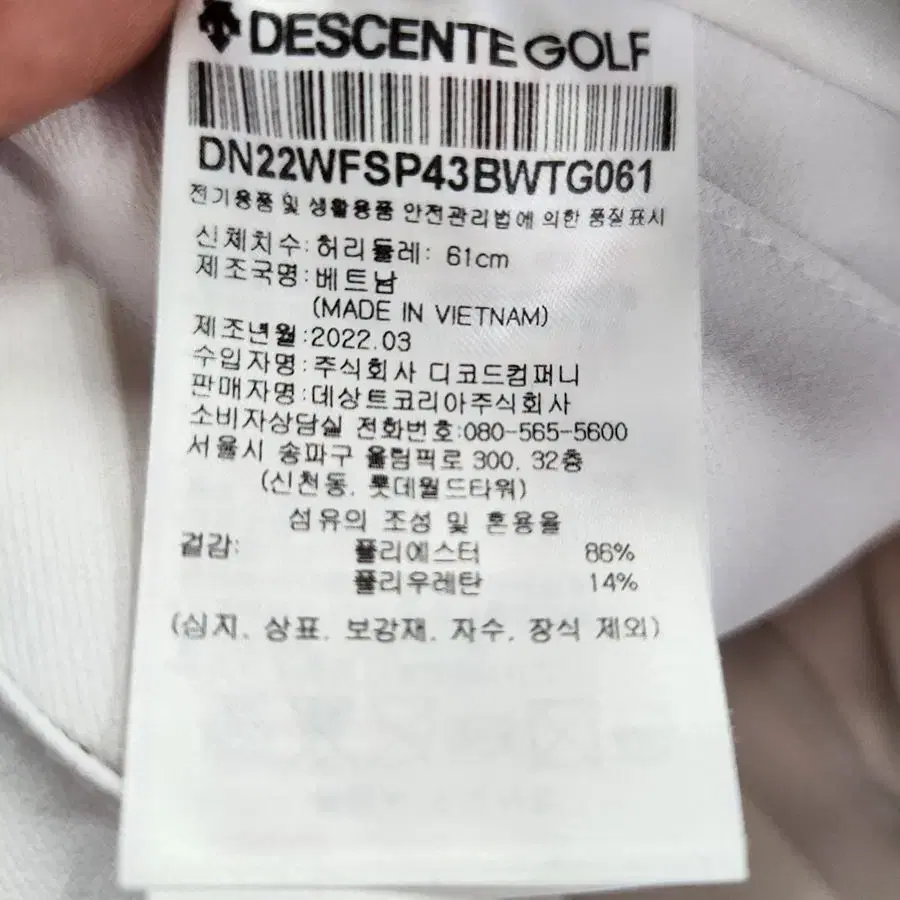 DESCENTE GOLF
DN22WFSP43BWTG061
전기용품 및 생활용품 안전관리법에 의한 품질표시
신체치수:허리둘레: 61cm
제조국명:베트남
(MADE IN VIETNAM)
제조년월:2022.03
수입자명:주식회사 디코드컴퍼니
판매자명:데상트코리아주식회사
소비자상담실 전화번호:080-565-5600
서울시 송파구 올림픽로 300, 32층
(신천동, 롯데월드타워)
섬유의 조성 및 혼용율
겉감: 폴리에스터 86%
폴리우레탄 14%
(심지, 상표, 보강재, 자수, 장식 제외)